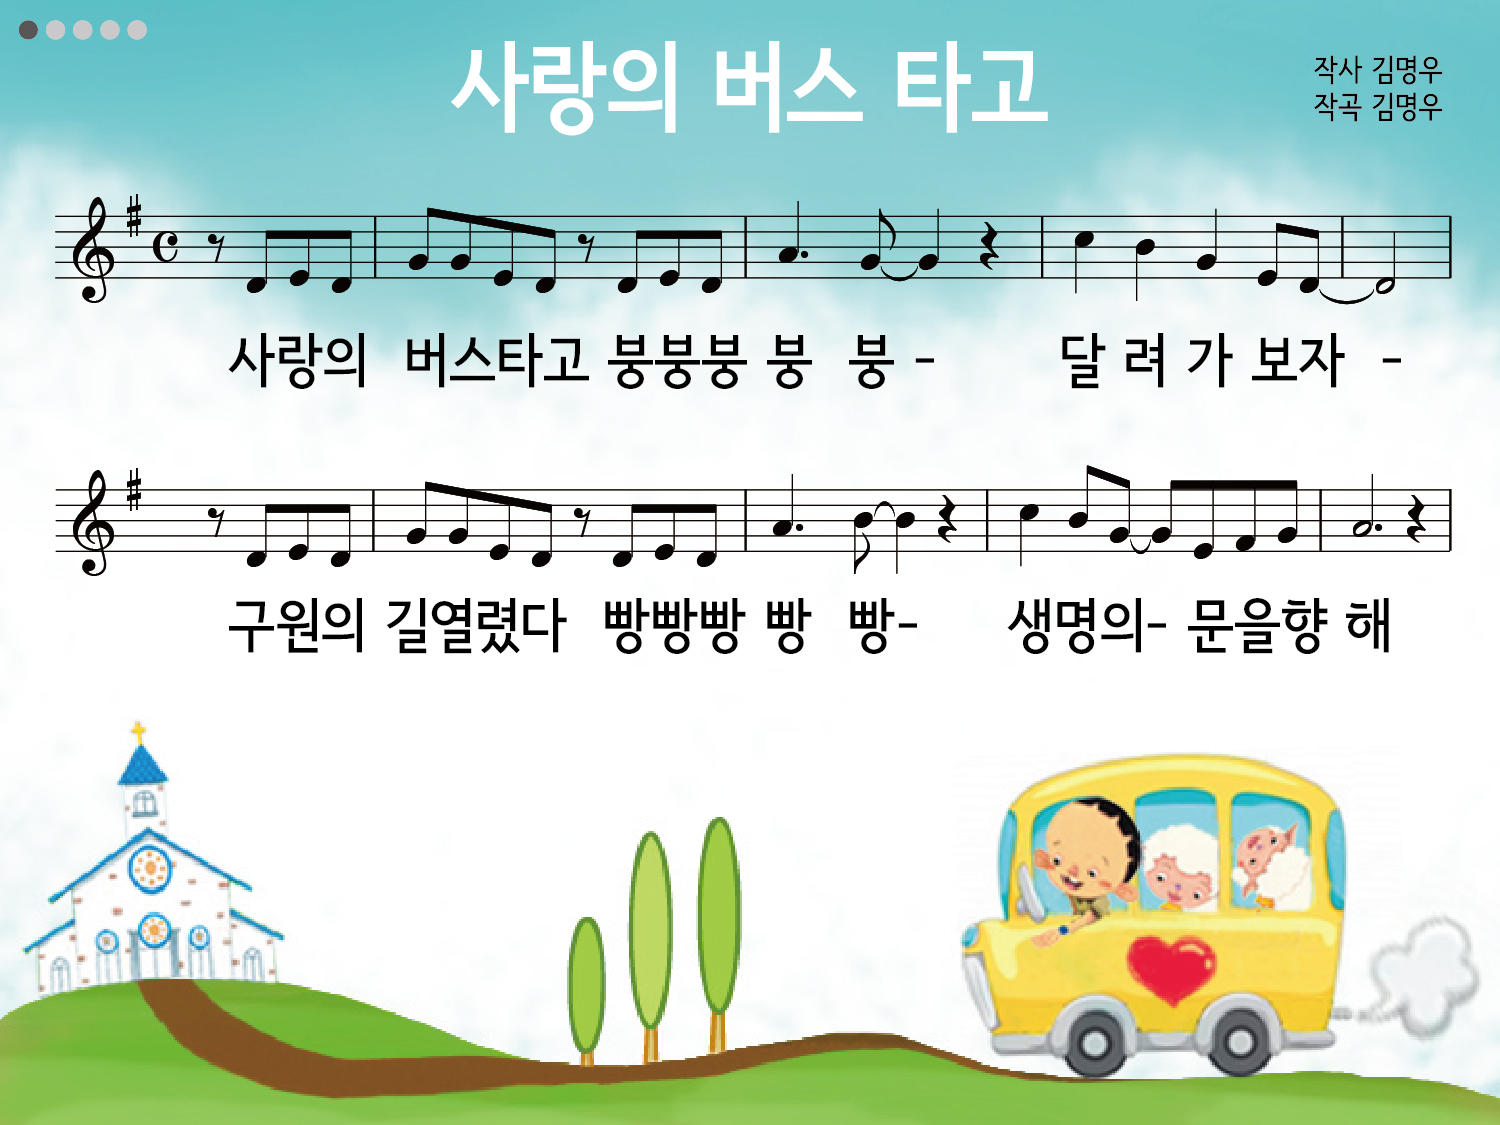 사랑의 버스 타고
작사 김명우
작곡 김명우
사랑의 버스타고 붕붕붕 붕 붕 - 달 려 가 보자 -
구원의 길열렸다 빵빵빵 빵 빵- 생명의- 문을향 해